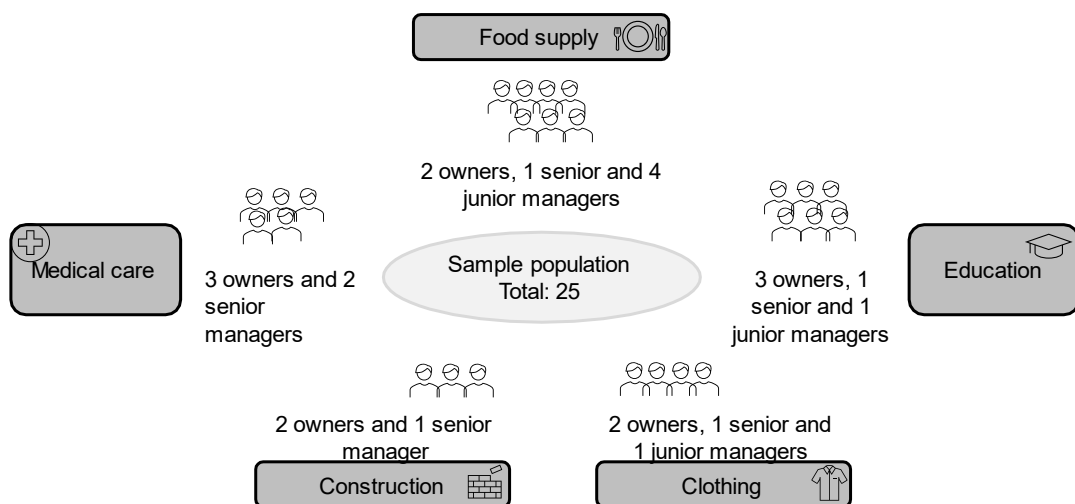 Food supply
2 owners, 1 senior and 4
junior managers
Medical care
3 owners and 2
senior
managers
Sample population
Total: 25
3 owners, 1
senior and 1
junior managers
Education
2 owners and 1 senior
manager
2 owners, 1 senior and
1 junior managers
Construction
Clothing